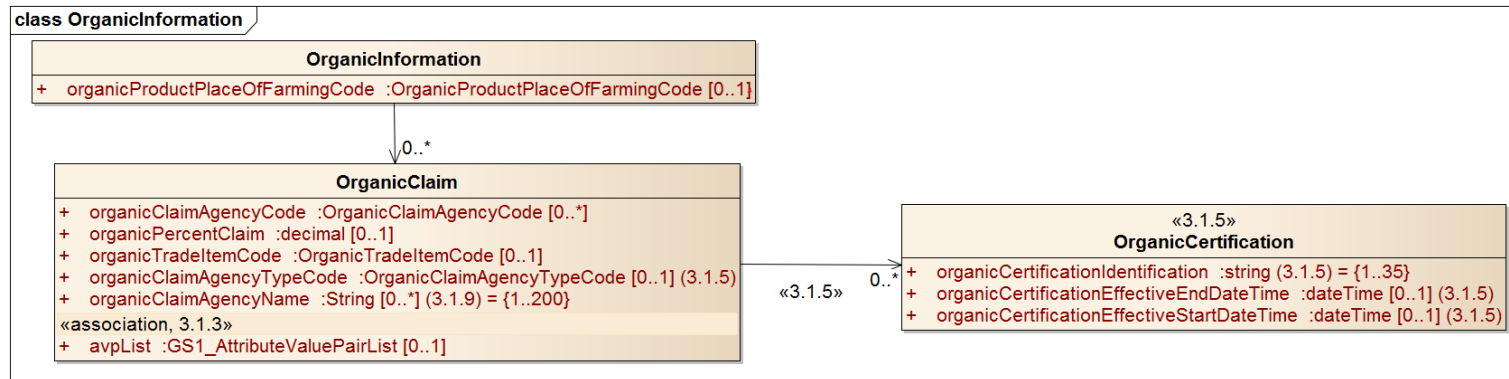 class OrganicInformation
OrganicInformation
+ organicProductPlaceOfFarmingCode :OrganicProductPlaceOfFarmingCode [0..1]
0..*
OrganicClaim
+ organicClaimAgencyCode :OrganicClaimAgencyCode [0..*]
+ organicPercentClaim :decimal [0..1]
+ organicTradeItemCode :OrganicTradeItemCode [0..1]
+ organicClaimAgencyTypeCode :OrganicClaimAgencyTypeCode [0..1] (3.1.5)
+ organicClaimAgencyName :String [0..*] (3.1.9) = {1..200}
«association, 3.1.3»
+ avpList :GS1_AttributeValuePairList [0..1]
«3.1.5»
0..*
«3.1.5»
OrganicCertification
+ organicCertificationIdentification :string (3.1.5) = {1..35}
+ organicCertificationEffectiveEndDateTime :dateTime [0..1] (3.1.5)
+ organicCertificationEffectiveStartDateTime :dateTime [0..1] (3.1.5)